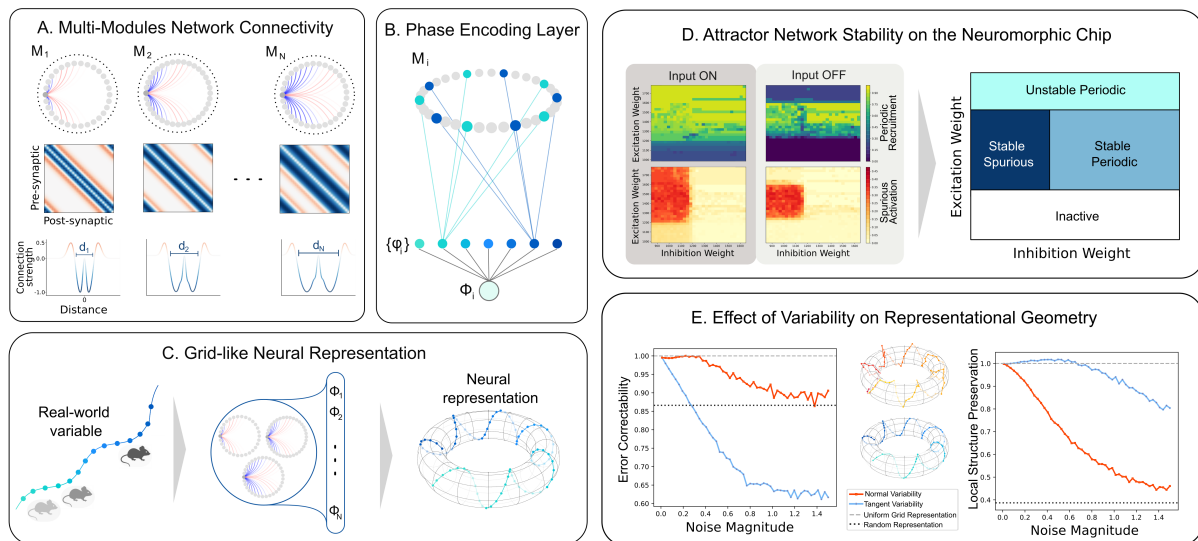 A. Multi-Modules Network Connectivity
M1
M2
MN
Pre-synaptic
Post-synaptic
Connection
strength
0.5
0.0
-1.0
d1
d2
dN
0
Distance
B. Phase Encoding Layer
Mi
{φi}
Φi
C. Grid-like Neural Representation
Real-world
variable
Φ1
Φ2
ΦN
Neural
representation
D. Attractor Network Stability on the Neuromorphic Chip
Input ON
Input OFF
Excitation Weight
Excitation Weight
Periodic
Recruitment
Excitation Weight
Excitation Weight
Spurious
Activation
Inhibition Weight
Inhibition Weight
Excitation Weight
Unstable Periodic
Stable
Spurious
Stable
Periodic
Inactive
Inhibition Weight
E. Effect of Variability on Representational Geometry
Error Correctability
1.00
0.95
0.90
0.85
0.80
0.75
0.70
0.65
0.60
0.0 0.2 0.4 0.6 0.8 1.0 1.2 1.4
Noise Magnitude
Normal Variability
Tangent Variability
Uniform Grid Representation
Random Representation
Local Structure Preservation
1.0
0.9
0.8
0.7
0.6
0.5
0.4
0.0 0.2 0.4 0.6 0.8 1.0 1.2 1.4
Noise Magnitude